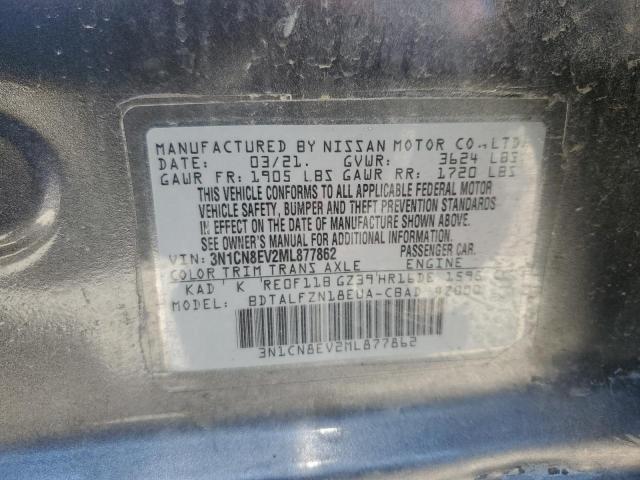 MANUFACTURED BY NISSAN MOTOR CO.,LTD.
DATE: 03/21. GVWR: 3624 LBS
GAWR FR: 1905 LBS GAWR RR: 1720 LBS
THIS VEHICLE CONFORMS TO ALL APPLICABLE FEDERAL MOTOR
VEHICLE SAFETY, BUMPER AND THEFT PREVENTION STANDARDS
IN EFFECT ON THE DATE OF MANUFACTURE SHOWN ABOVE.
SEE OWNER'S MANUAL FOR ADDITIONAL INFORMATION
VIN: 3N1CN8EV2ML877862 PASSENGER CAR.
COLOR TRIM TRANS AXLE ENGINE
KAD K RE0F11B GZ39 HR16DE 1596
MODEL: BDTALFZN18EUA-CBAD
3N1CN8EV2ML877862